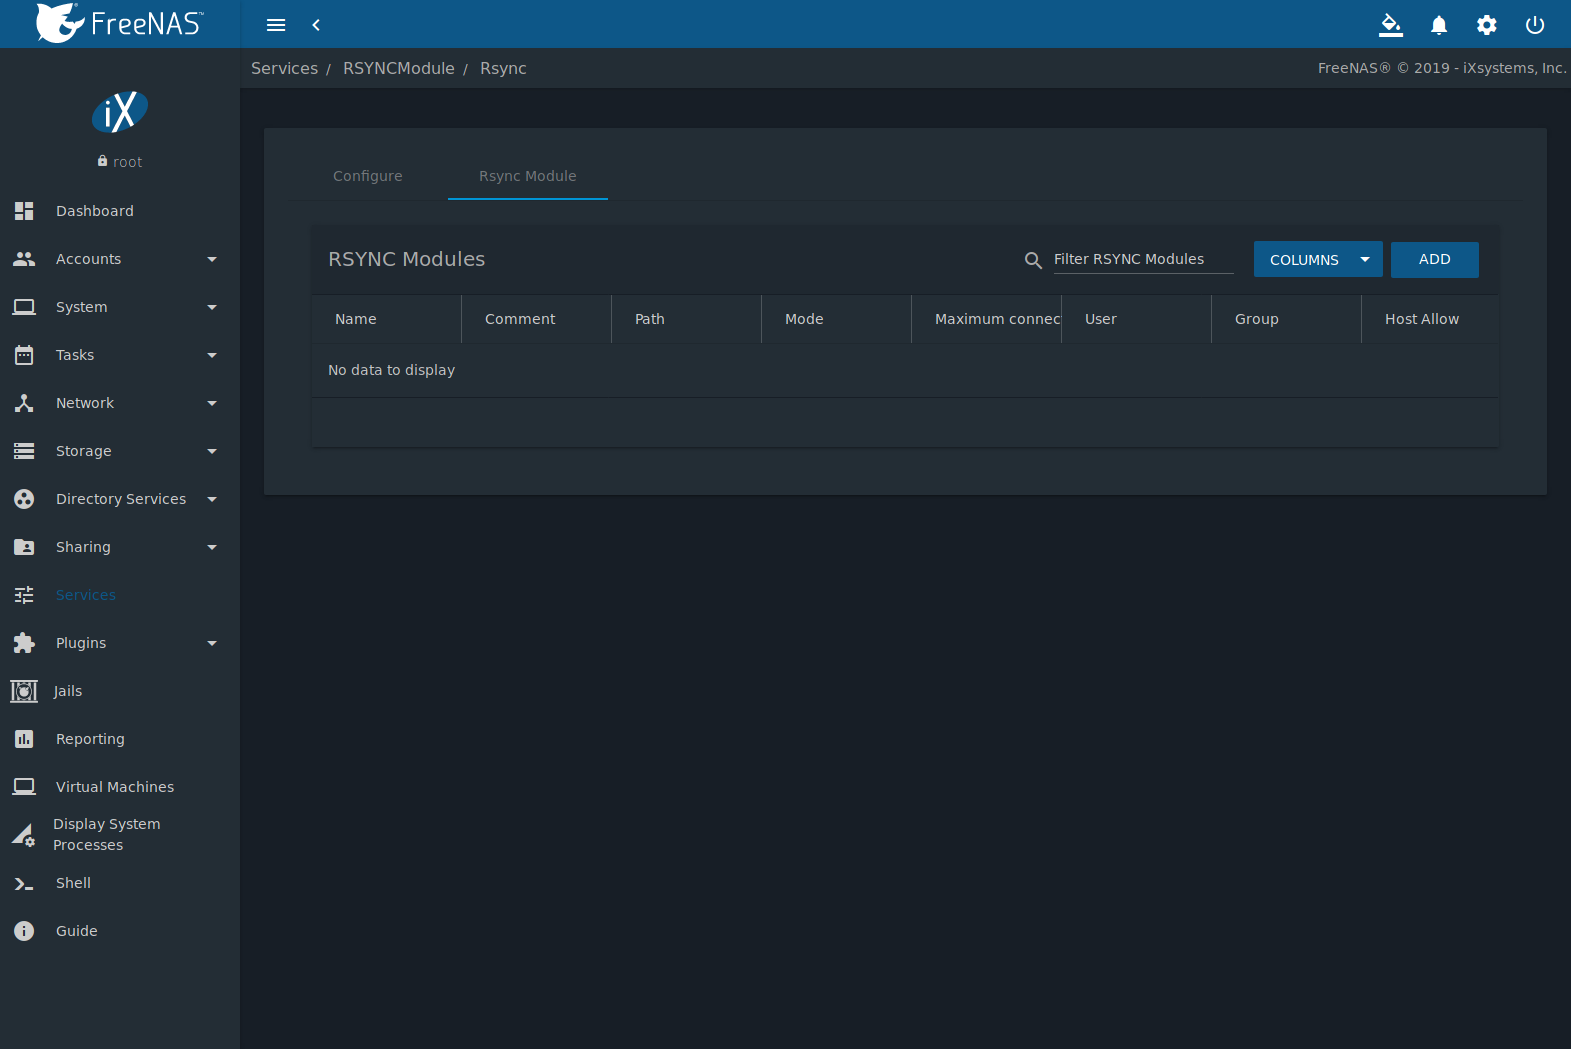 FreeNAS™
Services / RSYNCModule / Rsync
FreeNAS® © 2019 - iXsystems, Inc.
iX
root
Dashboard
Accounts
System
Tasks
Network
Storage
Directory Services
Sharing
Services
Plugins
Jails
Reporting
Virtual Machines
Display System
Processes
Shell
Guide
Configure
Rsync Module
RSYNC Modules
Filter RSYNC Modules
COLUMNS
ADD
Name
Comment
Path
Mode
Maximum connec
User
Group
Host Allow
No data to display